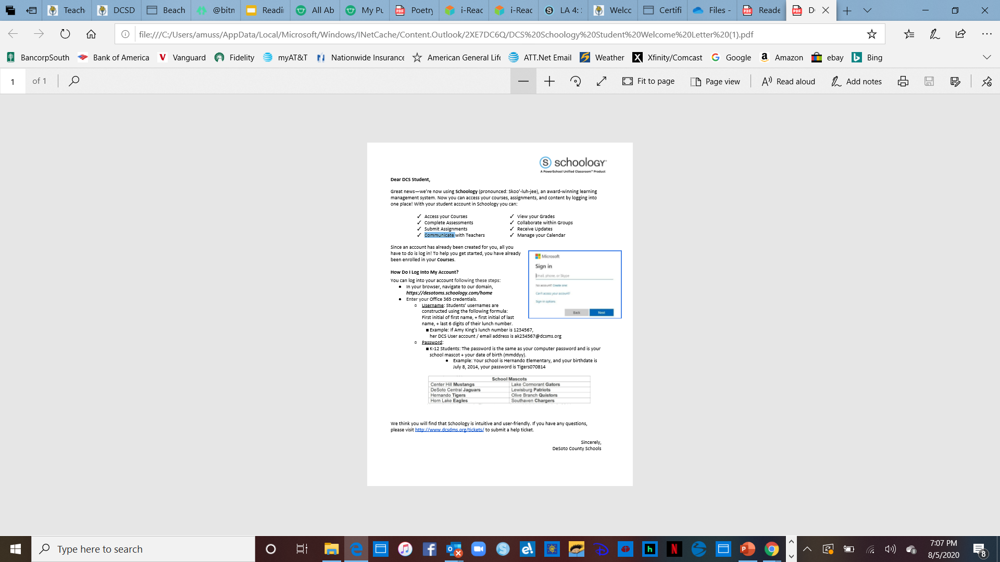 Teach DCSD Beach @bitn Readi All Ab My Pu Poetry i-Reac i-Reac LA 4: Welcc Certifi Files - Reade D
file:///C:/Users/amuss/AppData/Local/Microsoft/Windows/INetCache/Content.Outlook/2XE7DC6Q/DCS%20Schoology%20Student%20Welcome%20Letter%20(1).pdf
BancorpSouth Bank of America Vanguard Fidelity myAT&T Nationwide Insurance American General Life ATT.Net Email Weather Xfinity/Comcast Google Amazon ebay Bing
1 of 1 Fit to page Page view Read aloud Add notes
S schoology
A PowerSchool Unified Classroom™ Product
Dear DCS Student,
Great news—we're now using Schoology (pronounced: Skoo'-luh-jee), an award-winning learning
management system. Now you can access your courses, assignments, and content by logging into
one place! With your student account in Schoology you can:
✓ Access your Courses ✓ View your Grades
✓ Complete Assessments ✓ Collaborate within Groups
✓ Submit Assignments ✓ Receive Updates
✓ Communicate with Teachers ✓ Manage your Calendar
Since an account has already been created for you, all you
have to do is log in! To help you get started, you have already
been enrolled in your Courses.
Microsoft
Sign in
Email, phone, or Skype
No account? Create one!
Can't access your account?
Sign-in options
Back Next
How Do I Log Into My Account?
You can log into your account following these steps:
● In your browser, navigate to our domain,
https://desotoms.schoology.com/home
● Enter your Office 365 credentials.
○ Username: Students' usernames are
constructed using the following formula:
First initial of first name, + first initial of last
name, + last 6 digits of their lunch number.
■ Example: If Amy King's lunch number is 1234567,
her DCS User account / email address is ak234567@dcsms.org
○ Password:
■ K-12 Students: The password is the same as your computer password and is your
school mascot + your date of birth (mmddyy).
● Example: Your school is Hernando Elementary, and your birthdate is
July 8, 2014, your password is Tigers070814
School Mascots
Center Hill Mustangs Lake Cormorant Gators
DeSoto Central Jaguars Lewisburg Patriots
Hernando Tigers Olive Branch Quistors
Horn Lake Eagles Southaven Chargers
We think you will find that Schoology is intuitive and user-friendly. If you have any questions,
please visit http://www.dcsdms.org/tickets/ to submit a help ticket.
Sincerely,
DeSoto County Schools
Type here to search
7:07 PM
8/5/2020
8